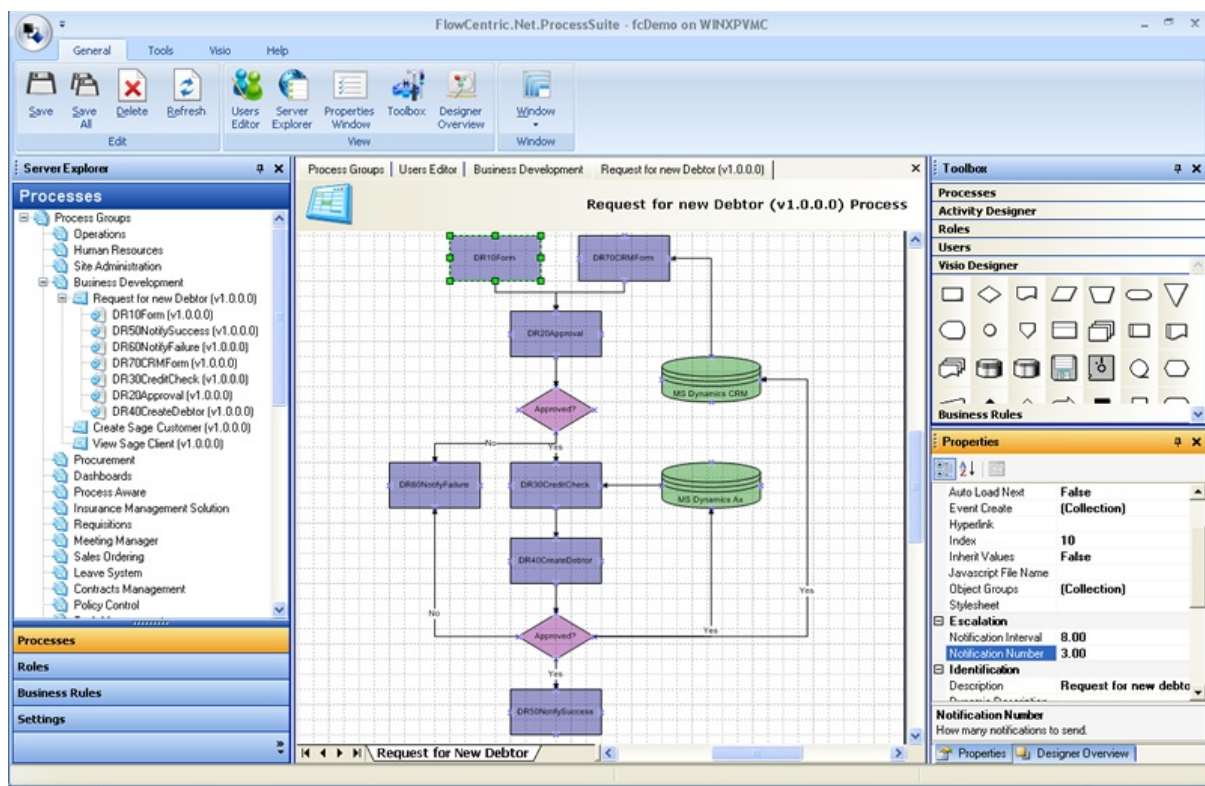 FlowCentric.Net.ProcessSuite - fcDemo on WINXPVMC
General Tools Visio Help
Save
Save All
Delete
Refresh
Users Editor
Server Explorer
Properties Window
Toolbox
Designer Overview
Window
Edit
View
Window
Server Explorer
Processes
Process Groups
Operations
Human Resources
Site Administration
Business Development
Request for new Debtor (v1.0.0.0)
DR10Form (v1.0.0.0)
DR50NotifySuccess (v1.0.0.0)
DR60NotifyFailure (v1.0.0.0)
DR70CRMForm (v1.0.0.0)
DR30CreditCheck (v1.0.0.0)
DR20Approval (v1.0.0.0)
DR40CreateDebtor (v1.0.0.0)
Create Sage Customer (v1.0.0.0)
View Sage Client (v1.0.0.0)
Procurement
Dashboards
Process Aware
Insurance Management Solution
Requisitions
Meeting Manager
Sales Ordering
Leave System
Contracts Management
Policy Control
Processes
Roles
Business Rules
Settings
Process Groups | Users Editor | Business Development Request for new Debtor (v1.0.0.0)
Request for new Debtor (v1.0.0.0) Process
DR10Form
DR70CRMForm
DR20Approval
MS Dynamics CRM
Approved?
No
Yes
DR60NotifyFailure
DR30CreditCheck
MS Dynamics Ax
DR40CreateDebtor
Yes
No
Approved?
Yes
Yes
DR50NotifySuccess
Request for New Debtor
Toolbox
Processes
Activity Designer
Roles
Users
Visio Designer
Business Rules
Properties
Auto Load Next False
Event Create (Collection)
Hyperlink
Index 10
Inherit Values False
Javascript File Name
Object Groups (Collection)
Stylesheet
Escalation
Notification Interval 8.00
Notification Number 3.00
Identification
Description Request for new debto
Notification Number
How many notifications to send.
Properties Designer Overview